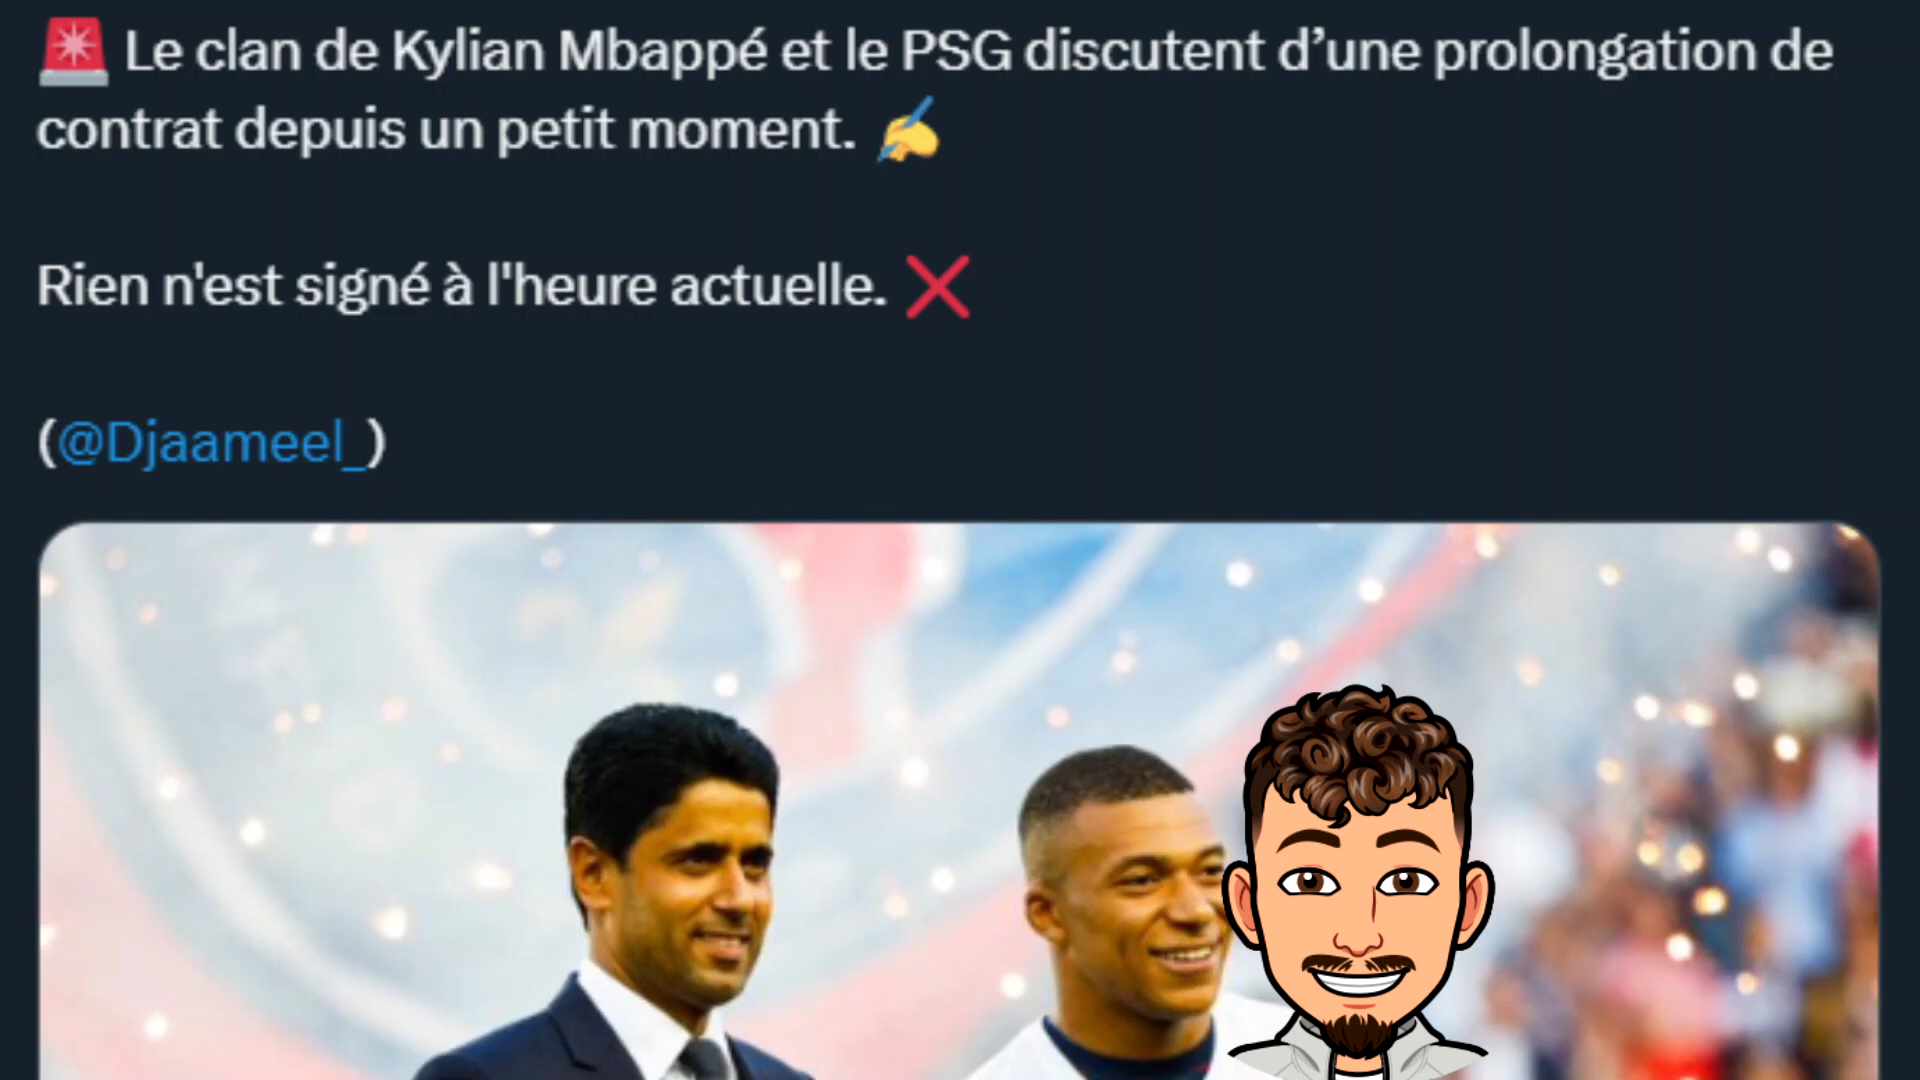 🚨 Le clan de Kylian Mbappé et le PSG discutent d’une prolongation de
contrat depuis un petit moment. ✍️
Rien n'est signé à l'heure actuelle. ❌
(@Djaameel_)